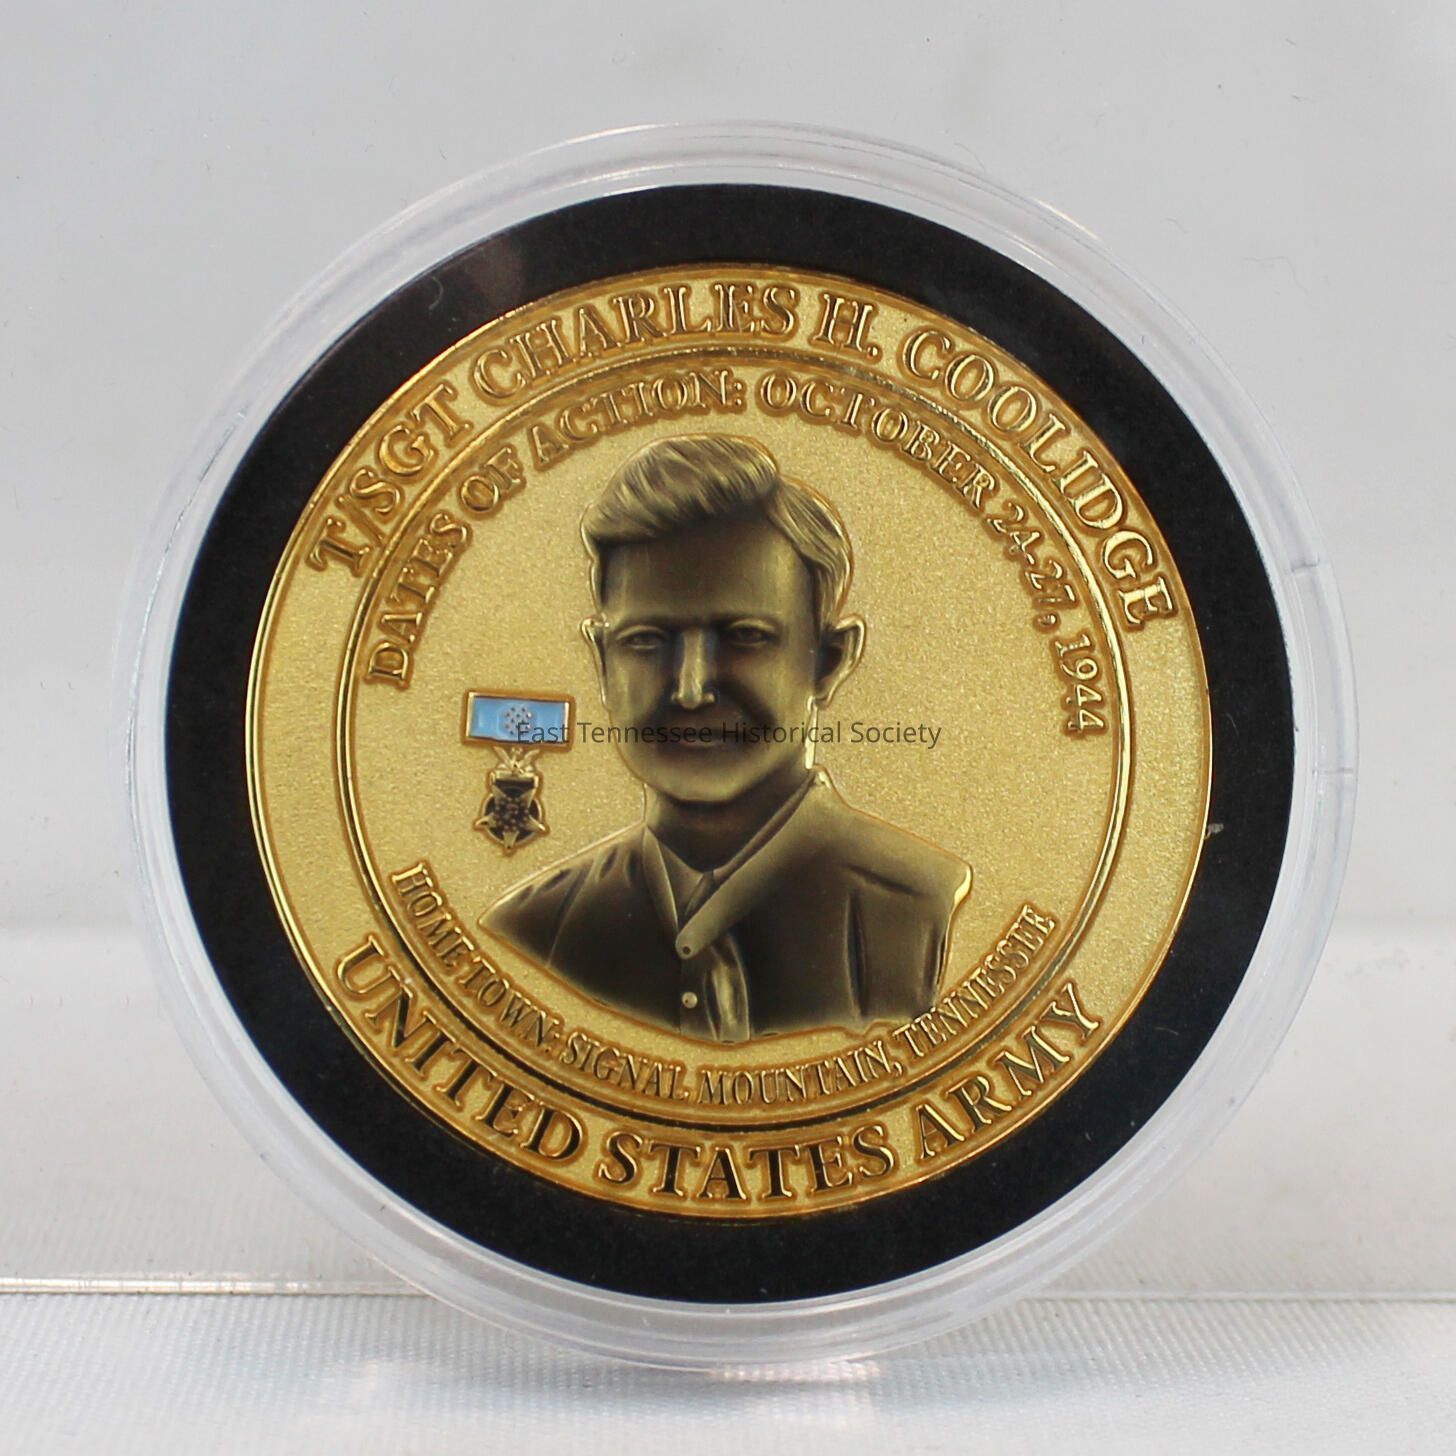 T/SGT CHARLES H. COOLIDGE
DATES OF ACTION: OCTOBER 24-27, 1944
East Tennessee Historical Society
HOME TOWN: SIGNAL MOUNTAIN, TENNESSEE
UNITED STATES ARMY